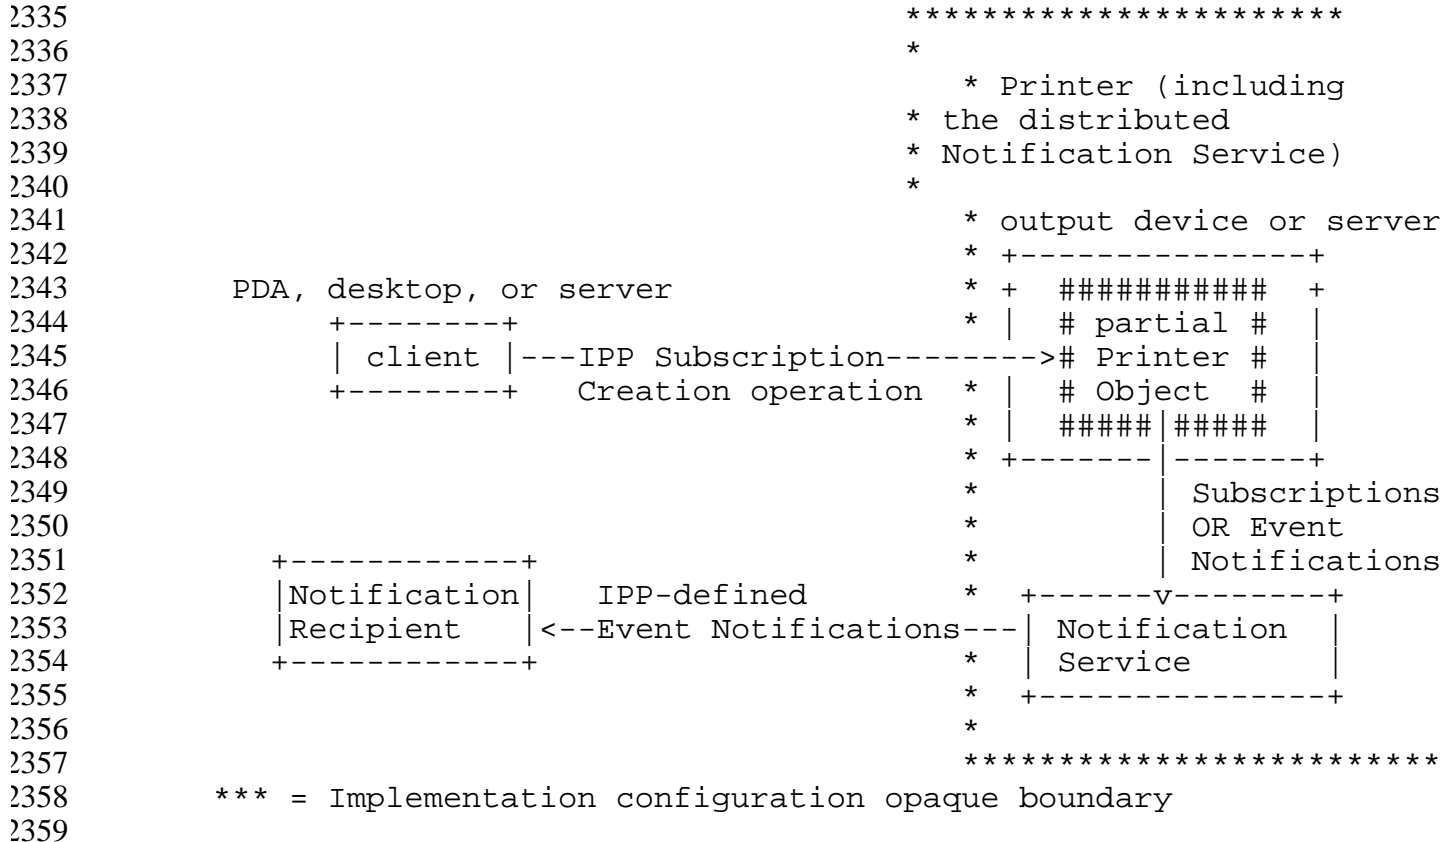 2335                                            ***********************
2336                                            *
2337                                               * Printer (including
2338                                            * the distributed
2339                                            * Notification Service)
2340                                            *
2341                                               * output device or server
2342                                               * +---------------+
2343         PDA, desktop, or server               * +  ###########  +
2344              +--------+                       * |  # partial #  |
2345              | client |---IPP Subscription--------># Printer #  |
2346              +--------+   Creation operation  * |  # Object  #  |
2347                                               * |  #####|#####  |
2348                                               * +-------|-------+
2349                                               *         | Subscriptions
2350                                               *         | OR Event
2351           +------------+                      *         | Notifications
2352           |Notification|   IPP-defined        *  +------v--------+
2353           |Recipient   |<--Event Notifications---| Notification  |
2354           +------------+                      *  | Service       |
2355                                               *  +---------------+
2356                                               *
2357                                               *************************
2358        *** = Implementation configuration opaque boundary
2359